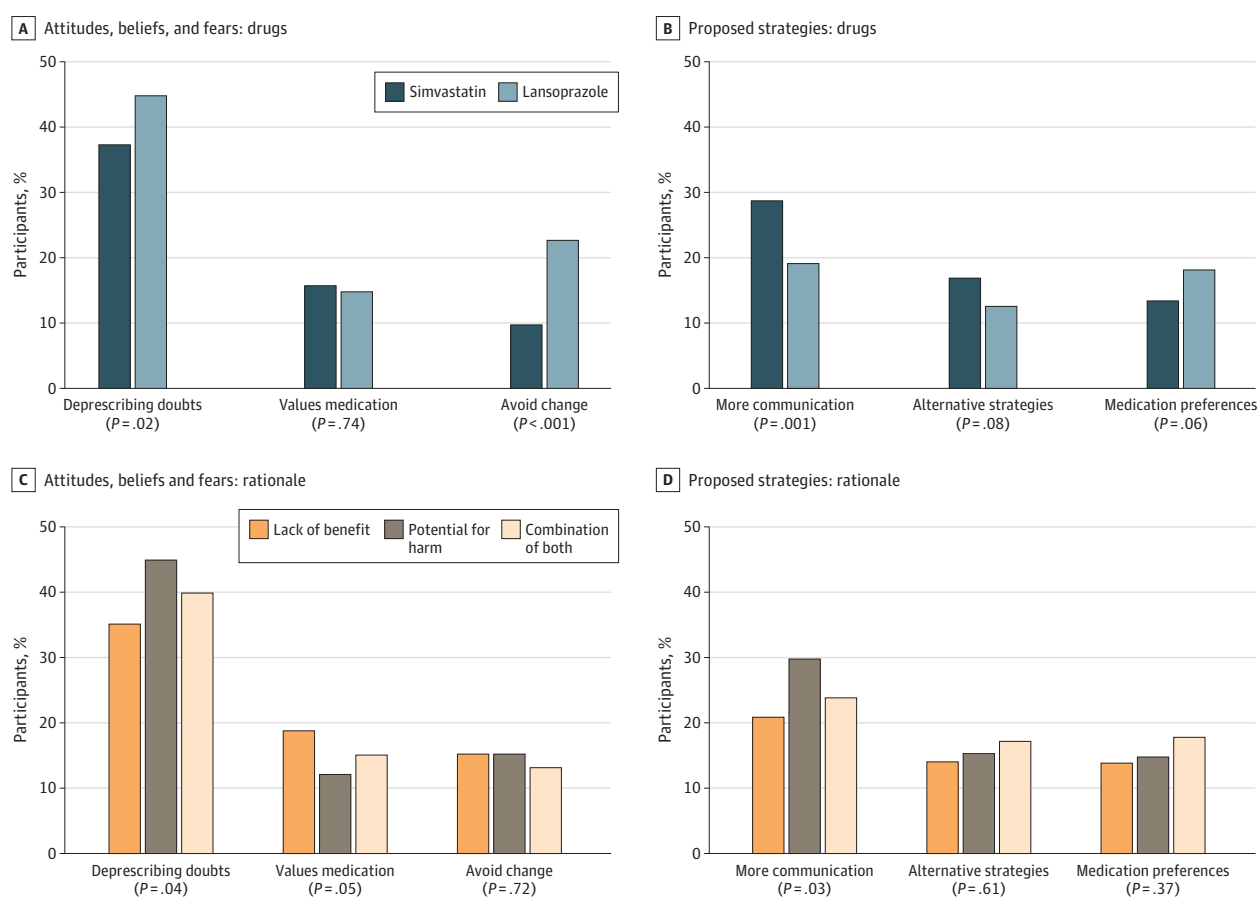 A Attitudes, beliefs, and fears: drugs
50
40
30
20
10
0
Participants, %
Simvastatin Lansoprazole
Deprescribing doubts
(P = .02)
Values medication
(P = .74)
Avoid change
(P < .001)
B Proposed strategies: drugs
50
40
30
20
10
0
Participants, %
More communication
(P = .001)
Alternative strategies
(P = .08)
Medication preferences
(P = .06)
C Attitudes, beliefs and fears: rationale
50
40
30
20
10
0
Participants, %
Lack of benefit
Potential for
harm
Combination
of both
Deprescribing doubts
(P = .04)
Values medication
(P = .05)
Avoid change
(P = .72)
D Proposed strategies: rationale
50
40
30
20
10
0
Participants, %
More communication
(P = .03)
Alternative strategies
(P = .61)
Medication preferences
(P = .37)